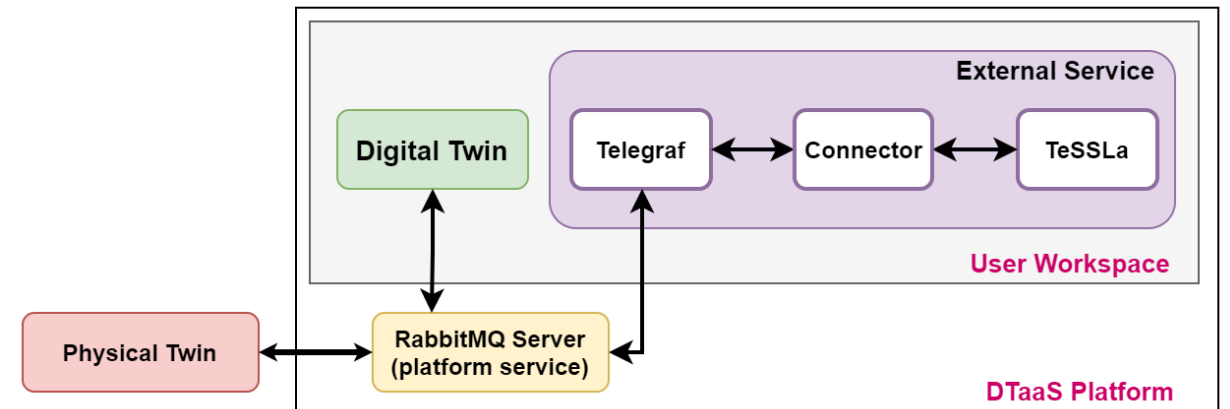 External Service
Digital Twin
Telegraf
Connector
TeSSLa
User Workspace
Physical Twin
RabbitMQ Server
(platform service)
DTaaS Platform